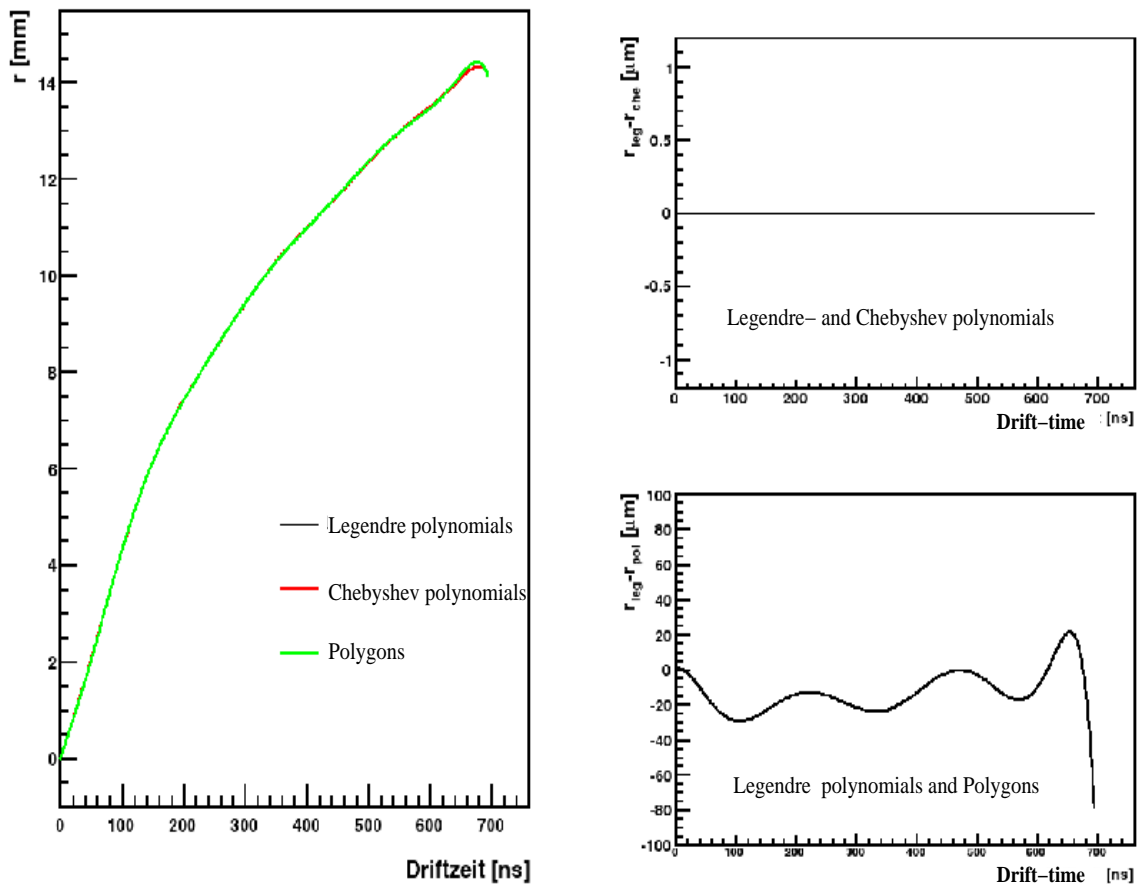 r [mm]
14
12
10
8
6
4
2
0
Legendre polynomials
Chebyshev polynomials
Polygons
0 100 200 300 400 500 600 700
Driftzeit [ns]
r_leg-r_che [μm]
1
0.5
0
-0.5
-1
Legendre– and Chebyshev polynomials
0 100 200 300 400 500 600 700
Drift–time : [ns]
r_leg-r_pol [μm]
100
80
60
40
20
0
-20
-40
-60
-80
-100
Legendre polynomials and Polygons
0 100 200 300 400 500 600 700
Drift–time [ns]